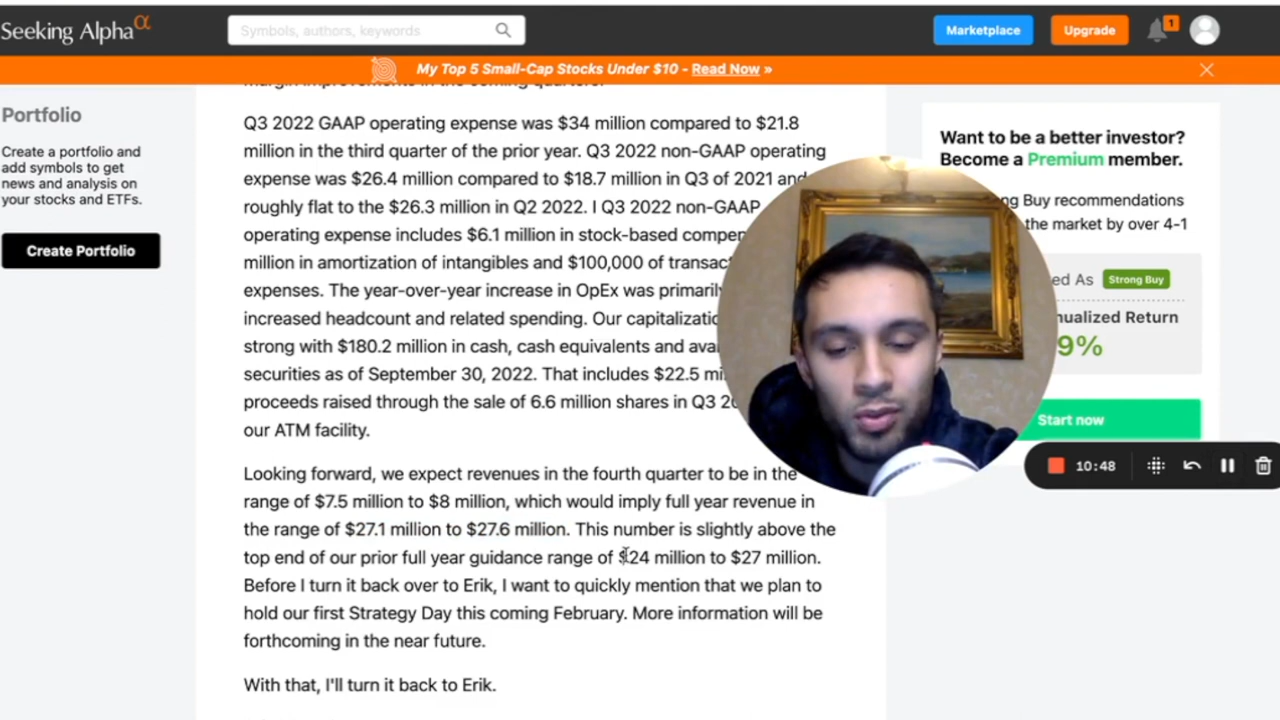 Seeking Alpha α
Symbols, authors, keywords
Marketplace
Upgrade
1
My Top 5 Small-Cap Stocks Under $10 - Read Now »
Portfolio
Create a portfolio and
add symbols to get
news and analysis on
your stocks and ETFs.
Create Portfolio
margin improvements in the coming quarters.
Q3 2022 GAAP operating expense was $34 million compared to $21.8
million in the third quarter of the prior year. Q3 2022 non-GAAP operating
expense was $26.4 million compared to $18.7 million in Q3 of 2021 and
roughly flat to the $26.3 million in Q2 2022. I Q3 2022 non-GAAP
operating expense includes $6.1 million in stock-based
million in amortization of intangibles and $100,000 of
expenses. The year-over-year increase in OpEx was
increased headcount and related spending. Our
strong with $180.2 million in cash, cash equivalents and
securities as of September 30, 2022. That includes $22.5
proceeds raised through the sale of 6.6 million shares in Q3
our ATM facility.
Looking forward, we expect revenues in the fourth quarter to be in the
range of $7.5 million to $8 million, which would imply full year revenue in
the range of $27.1 million to $27.6 million. This number is slightly above the
top end of our prior full year guidance range of $24 million to $27 million.
Before I turn it back over to Erik, I want to quickly mention that we plan to
hold our first Strategy Day this coming February. More information will be
forthcoming in the near future.
With that, I'll turn it back to Erik.
Want to be a better investor?
Become a Premium member.
Buy recommendations
the market by over 4-1
As Strong Buy
Return
9%
Start now
10:48